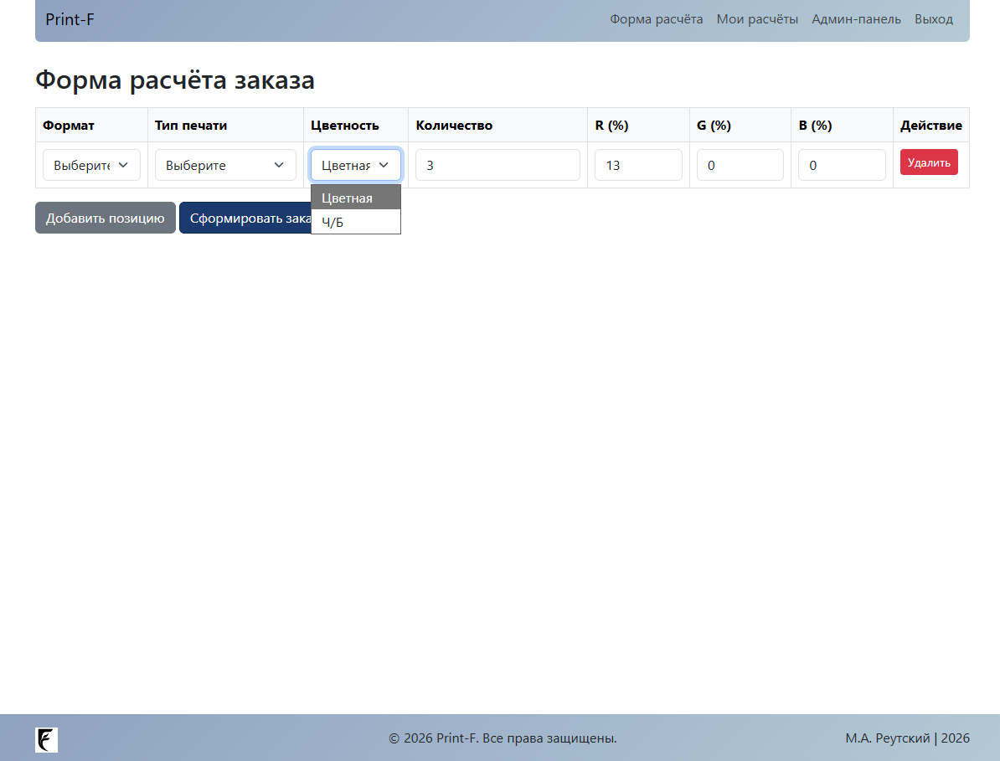 Print-F Форма расчёта Мои расчёты Админ-панель Выход
Форма расчёта заказа
Формат Тип печати Цветность Количество R (%) G (%) B (%) Действие
Выберите Выберите Цветная 3 13 0 0 Удалить
Цветная
Добавить позицию Сформировать зака
Ч/Б
© 2026 Print-F. Все права защищены. М.А. Реутский | 2026